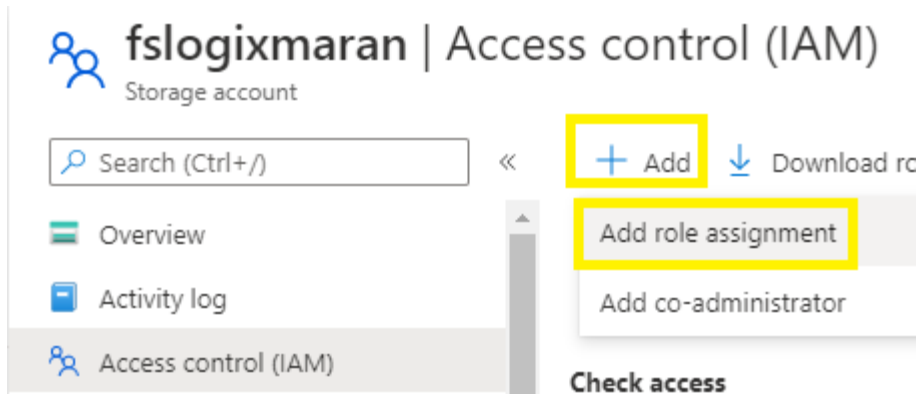 fslogixmaran | Access control (IAM)
Storage account
Search (Ctrl+/)
«
+ Add
Download ro
Overview
Add role assignment
Activity log
Add co-administrator
Access control (IAM)
Check access